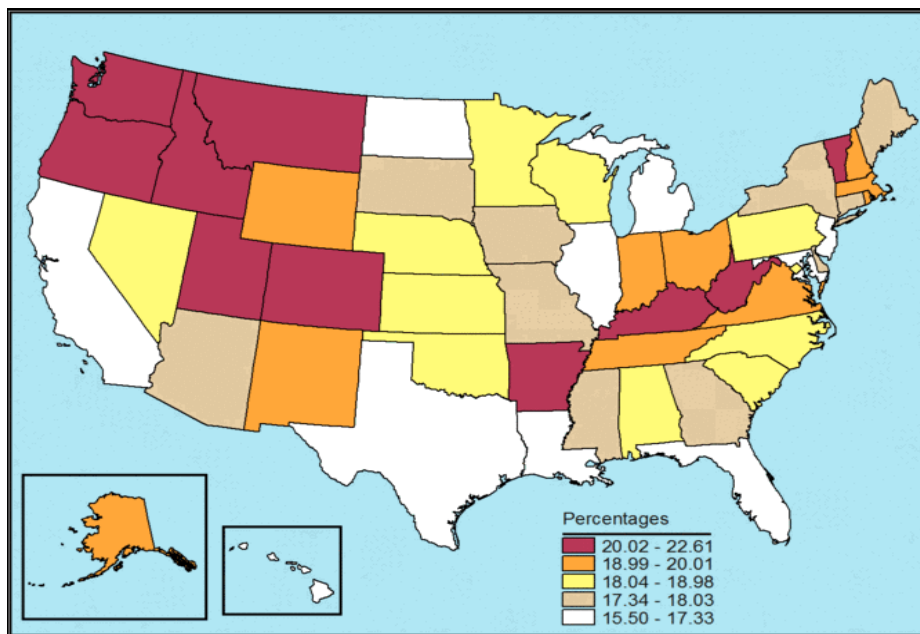 Percentages
20.02 - 22.61
18.99 - 20.01
18.04 - 18.98
17.34 - 18.03
15.50 - 17.33